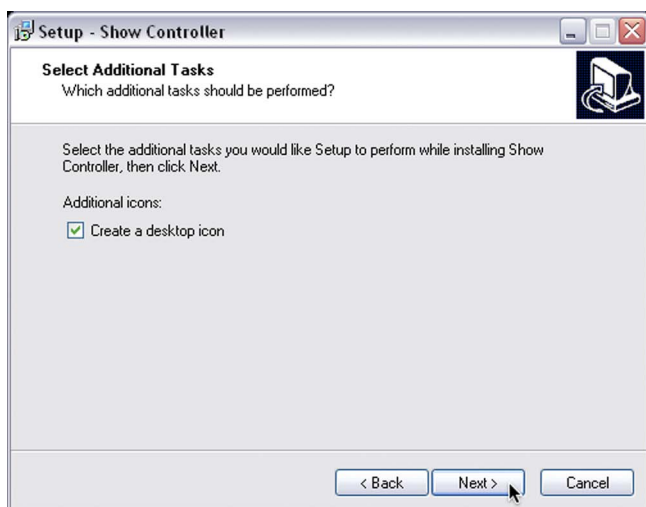 Setup - Show Controller
Select Additional Tasks
Which additional tasks should be performed?
Select the additional tasks you would like Setup to perform while installing Show
Controller, then click Next.
Additional icons:
Create a desktop icon
< Back
Next >
Cancel